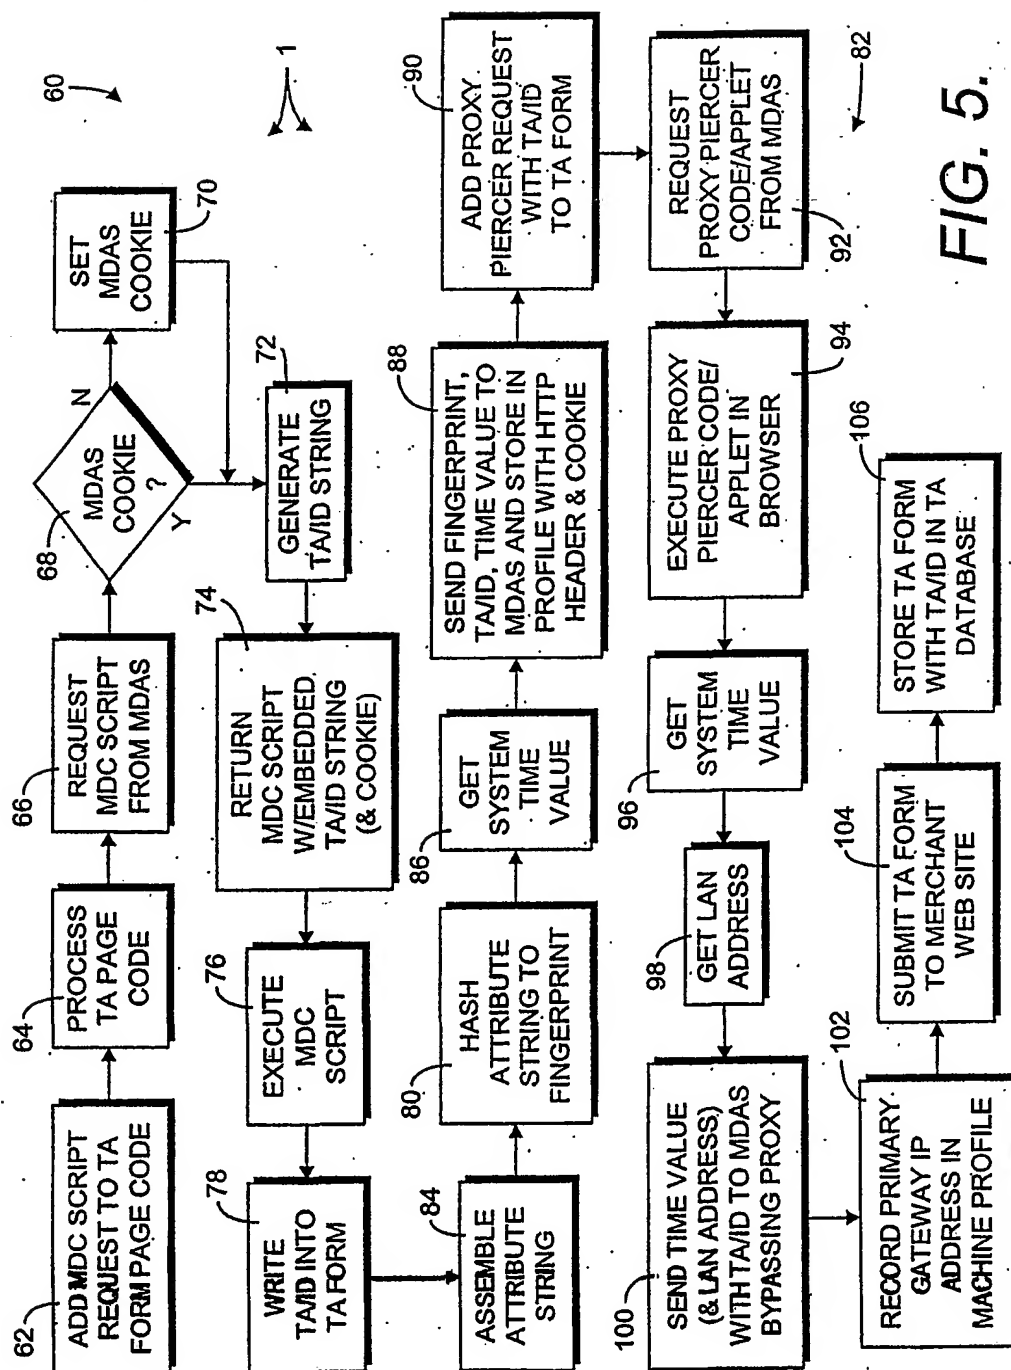 60
1
62
ADD MDC SCRIPT
REQUEST TO TA
FORM PAGE CODE
64
PROCESS
TA PAGE
CODE
66
REQUEST
MDC SCRIPT
FROM MDAS
68
MDAS
COOKIE
?
N
Y
70
SET
MDAS
COOKIE
72
GENERATE
TA/ID STRING
74
RETURN
MDC SCRIPT
W/EMBEDDED.
TA/ID STRING
(& COOKIE)
76
EXECUTE
MDC
SCRIPT
78
WRITE
TA/ID INTO
TA FORM
84
ASSEMBLE
ATTRIBUTE
STRING
80
HASH
ATTRIBUTE
STRING TO
FINGERPRINT
86
GET
SYSTEM
TIME
VALUE
88
SEND FINGERPRINT,
TA/ID, TIME VALUE TO
MDAS AND STORE IN
PROFILE WITH HTTP
HEADER & COOKIE
90
ADD PROXY
PIERCER REQUEST
WITH TA/ID
TO TA FORM
92
REQUEST
PROXY PIERCER
CODE/APPLET
FROM MDAS
82
94
EXECUTE PROXY
PIERCER CODE/
APPLET IN
BROWSER
96
GET
SYSTEM
TIME
VALUE
98
GET LAN
ADDRESS
100
SEND TIME VALUE
(& LAN ADDRESS)
WITH TA/ID TO MDAS
BYPASSING PROXY
102
RECORD PRIMARY
GATEWAY IP
ADDRESS IN
MACHINE PROFILE
104
SUBMIT TA FORM
TO MERCHANT
WEB SITE
106
STORE TA FORM
WITH TA/ID IN TA
DATABASE
FIG. 5.